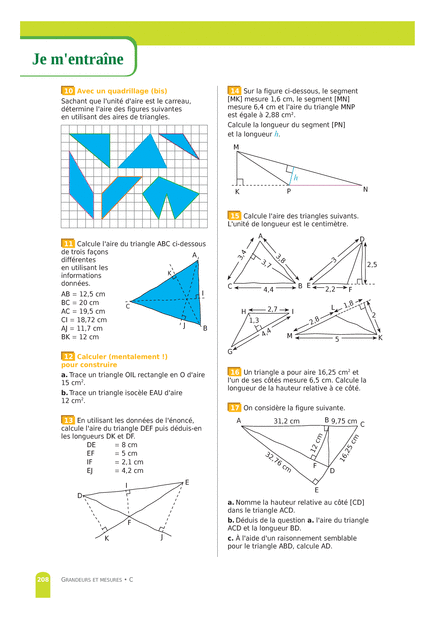 Je m'entraîne
10 Avec un quadrillage (bis)
Sachant que l'unité d'aire est le carreau,
détermine l'aire des figures suivantes
en utilisant des aires de triangles.
11 Calcule l'aire du triangle ABC ci-dessous
de trois façons
différentes
en utilisant les
informations
données.
AB = 12,5 cm
BC = 20 cm
AC = 19,5 cm
CI = 18,72 cm
AJ = 11,7 cm
BK = 12 cm
A
K
I
C
J
B
12 Calculer (mentalement !)
pour construire
a. Trace un triangle OIL rectangle en O d'aire
15 cm².
b. Trace un triangle isocèle EAU d'aire
12 cm².
13 En utilisant les données de l'énoncé,
calcule l'aire du triangle DEF puis déduis-en
les longueurs DK et DF.
DE = 8 cm
EF = 5 cm
IF = 2,1 cm
EJ = 4,2 cm
I
E
D
F
K
J
14 Sur la figure ci-dessous, le segment
[MK] mesure 1,6 cm, le segment [MN]
mesure 6,4 cm et l'aire du triangle MNP
est égale à 2,88 cm².
Calcule la longueur du segment [PN]
et la longueur h.
M
h
K
P
N
15 Calcule l'aire des triangles suivants.
L'unité de longueur est le centimètre.
A
3,4
3,7
3,8
C
4,4
B
D
3
2,5
E
2,2
F
H
2,7
I
1,3
4,4
G
L
1,8
2,8
2
M
5
K
16 Un triangle a pour aire 16,25 cm² et
l'un de ses côtés mesure 6,5 cm. Calcule la
longueur de la hauteur relative à ce côté.
17 On considère la figure suivante.
A
31,2 cm
B 9,75 cm
C
12 cm
16,25 cm
32,76 cm
F
D
E
a. Nomme la hauteur relative au côté [CD]
dans le triangle ACD.
b. Déduis de la question a. l'aire du triangle
ACD et la longueur BD.
c. À l'aide d'un raisonnement semblable
pour le triangle ABD, calcule AD.
208 GRANDEURS ET MESURES • C